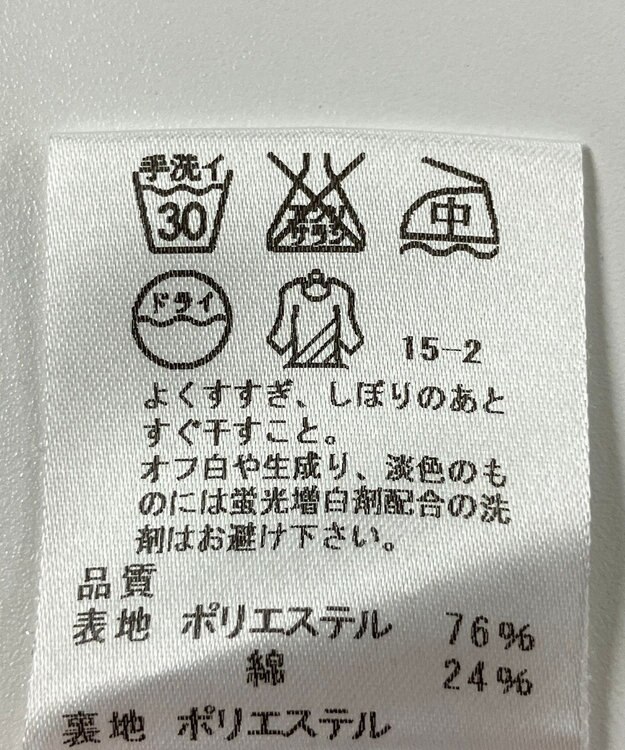 手洗イ
30
エンソ
サラシ
中
ドライ
15-2
よくすすぎ、しぼりのあと
すぐ干すこと。
オフ白や生成り、淡色のも
のには蛍光増白剤配合の洗
剤はお避け下さい。
品質
表地 ポリエステル 76%
綿 24%
裏地 ポリエステル